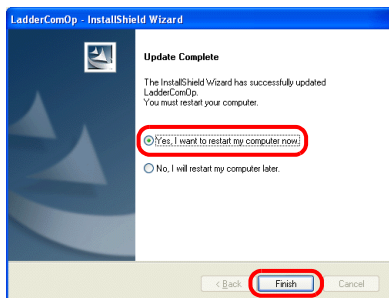 LadderComOp - InstallShield Wizard
Update Complete
The InstallShield Wizard has successfully updated
LadderComOp.
You must restart your computer.
Yes, I want to restart my computer now.
No, I will restart my computer later.
< Back
Finish
Cancel